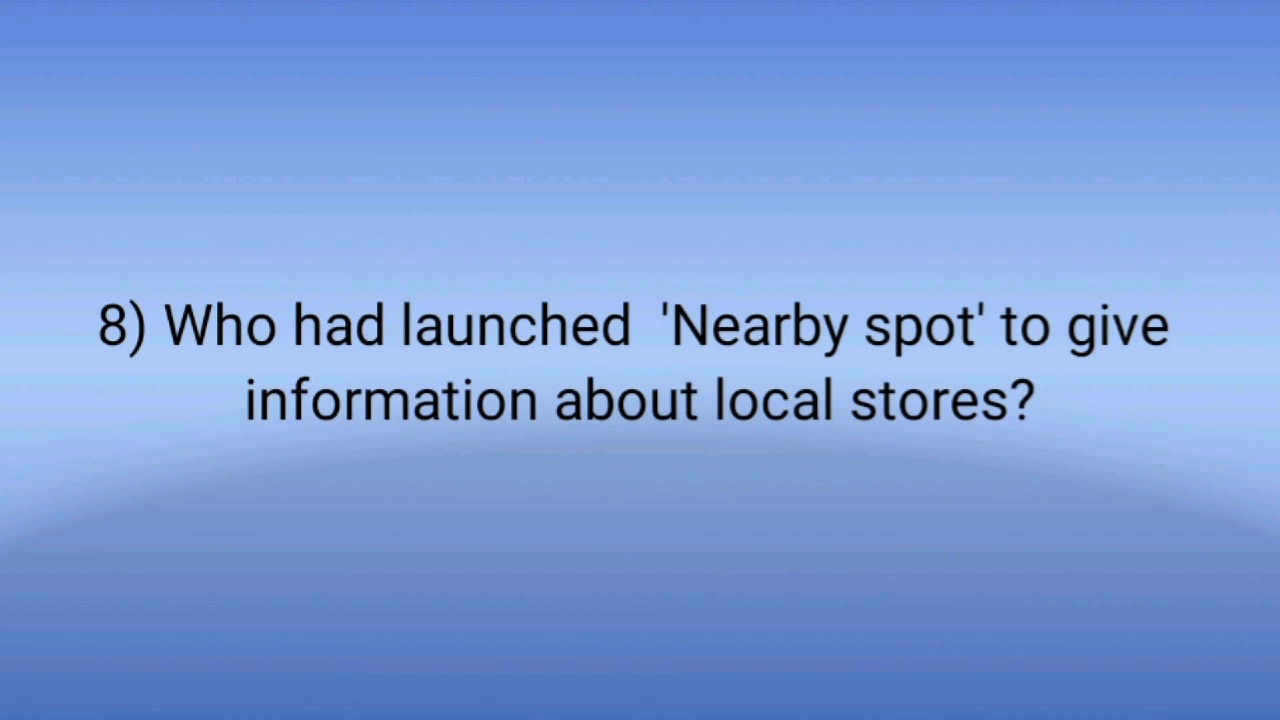 8) Who had launched  'Nearby spot' to give
information about local stores?